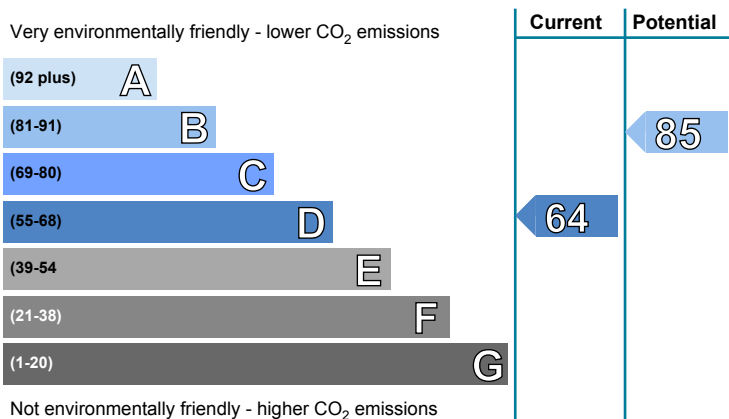 Very environmentally friendly - lower CO2 emissions
Current
Potential
(92 plus) A
(81-91) B
85
(69-80) C
(55-68) D
64
(39-54 E
(21-38) F
(1-20) G
Not environmentally friendly - higher CO2 emissions